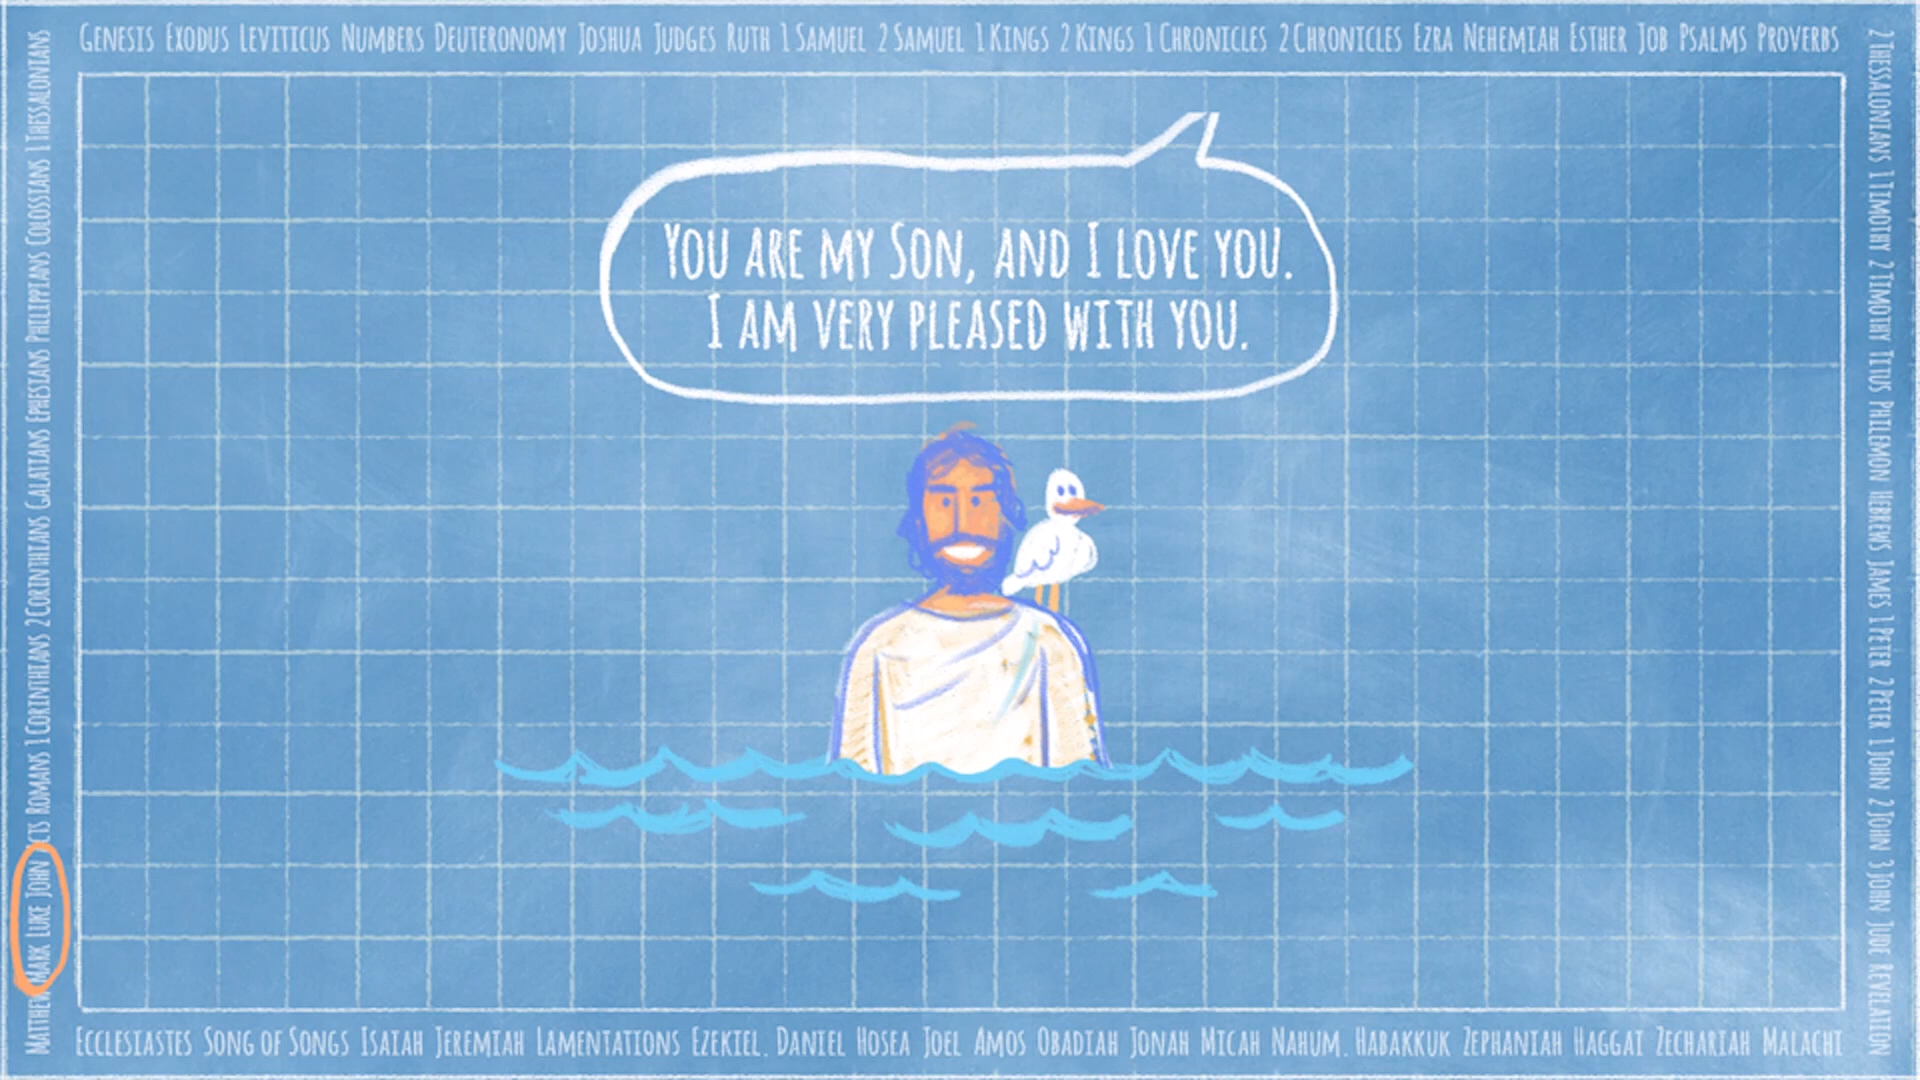 Genesis Exodus Leviticus Numbers Deuteronomy Joshua Judges Ruth 1 Samuel 2 Samuel 1 Kings 2 Kings 1 Chronicles 2 Chronicles Ezra Nehemiah Esther Job Psalms Proverbs
You are my Son, and I love you.
I am very pleased with you.
Ecclesiastes Song of Songs Isaiah Jeremiah Lamentations Ezekiel. Daniel Hosea Joel Amos Obadiah Jonah Micah Nahum. Habakkuk Zephaniah Haggai Zechariah Malachi
Matthew Mark Luke John Acts Romans 1 Corinthians 2 Corinthians Galatians Ephesians Philippians Colossians 1 Thessalonians
2 Thessalonians 1 Timothy 2 Timothy Titus Philemon Hebrews James 1 Peter 2 Peter 1 John 2 John 3 John Jude Revelation